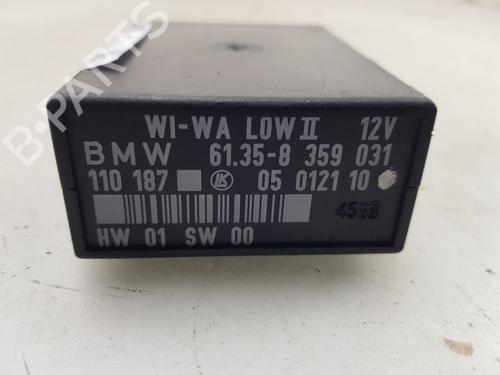 B-PARTS
WI-WA LOW II 12V
BMW 61.35-8 359 031
110 187 LK 05 0121 10
HW 01 SW 00